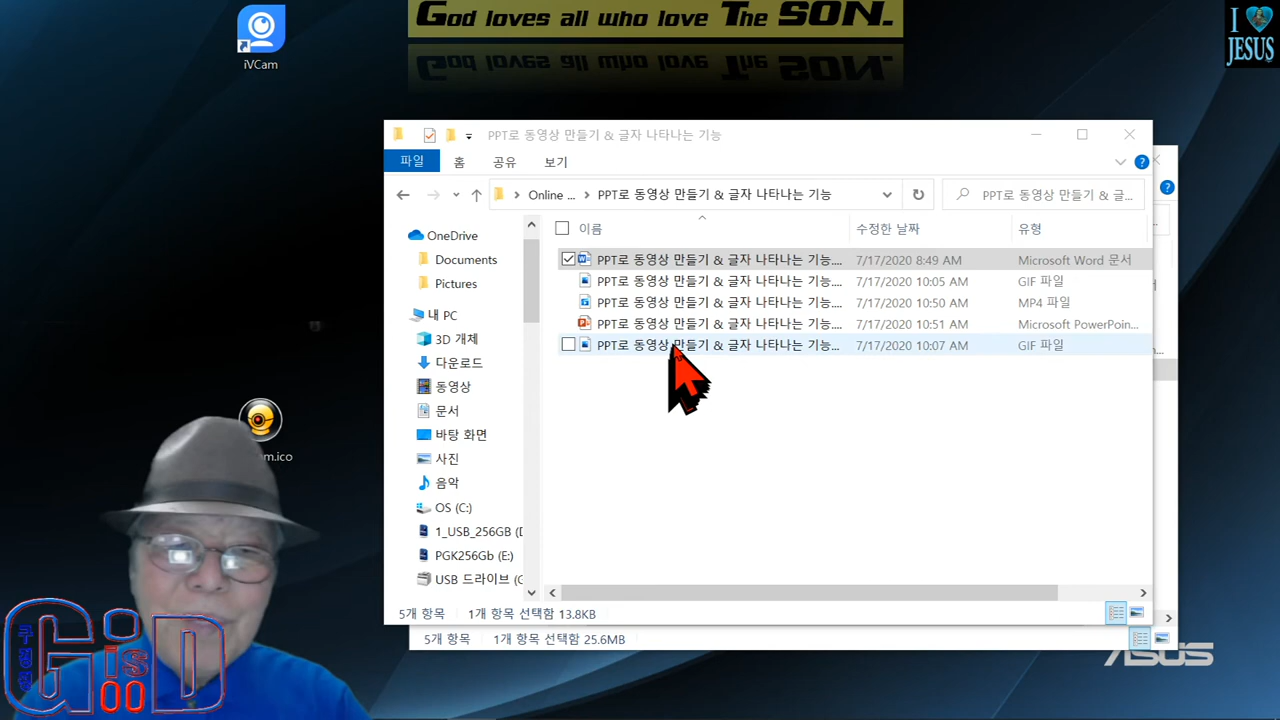 God loves all who love The SON.
God loves all who love The SON.
I
JESUS
iVCam
PPT로 동영상 만들기 & 글자 나타나는 기능
파일 홈 공유 보기
Online ... PPT로 동영상 만들기 & 글자 나타나는 기능 PPT로 동영상 만들기 & 글...
이름 수정한 날짜 유형
OneDrive
Documents
Pictures
내 PC
3D 개체
다운로드
동영상
문서
바탕 화면
사진
음악
OS (C:)
1_USB_256GB (D
PGK256Gb (E:)
USB 드라이브 (G
PPT로 동영상 만들기 & 글자 나타나는 기능.... 7/17/2020 8:49 AM Microsoft Word 문서
PPT로 동영상 만들기 & 글자 나타나는 기능.... 7/17/2020 10:05 AM GIF 파일
PPT로 동영상 만들기 & 글자 나타나는 기능.... 7/17/2020 10:50 AM MP4 파일
PPT로 동영상 만들기 & 글자 나타나는 기능.... 7/17/2020 10:51 AM Microsoft PowerPoin...
PPT로 동영상 만들기 & 글자 나타나는 기능... 7/17/2020 10:07 AM GIF 파일
5개 항목 1개 항목 선택함 13.8KB
5개 항목 1개 항목 선택함 25.6MB
m.ico
GisooD
ASUS